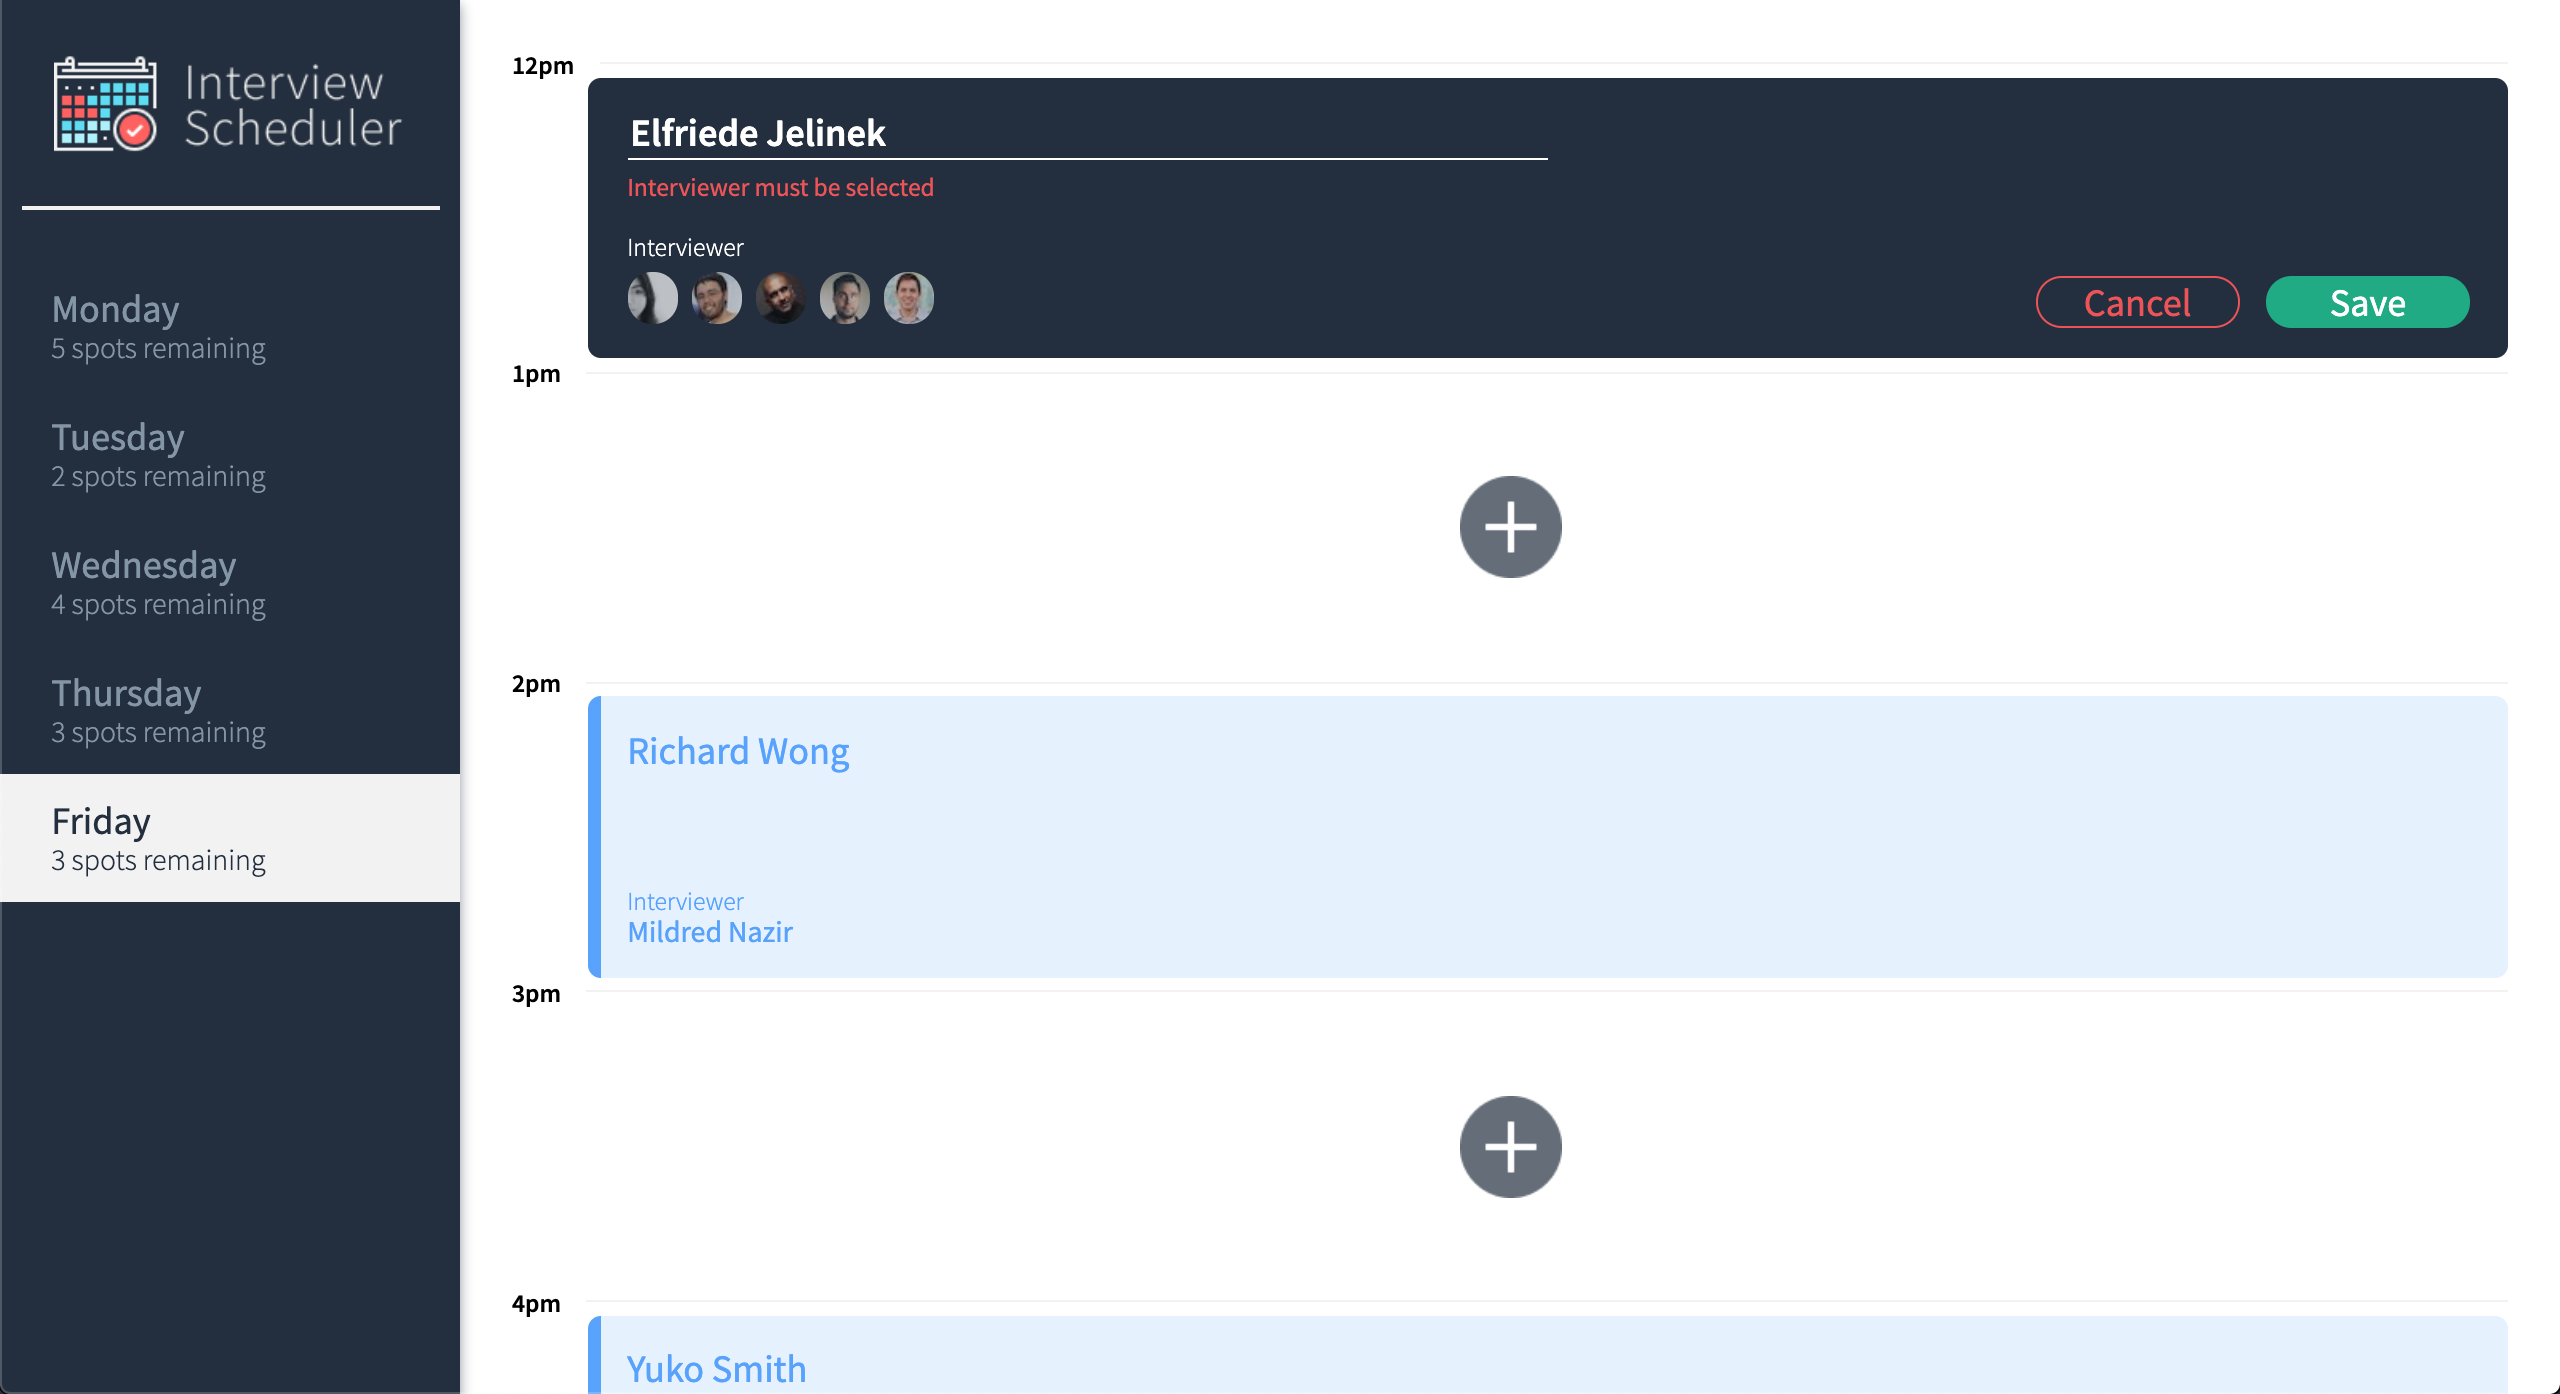 Interview
Scheduler
Monday
5 spots remaining
Tuesday
2 spots remaining
Wednesday
4 spots remaining
Thursday
3 spots remaining
Friday
3 spots remaining
12pm
Elfriede Jelinek
Interviewer must be selected
Interviewer
Cancel
Save
1pm
2pm
Richard Wong
Interviewer
Mildred Nazir
3pm
4pm
Yuko Smith